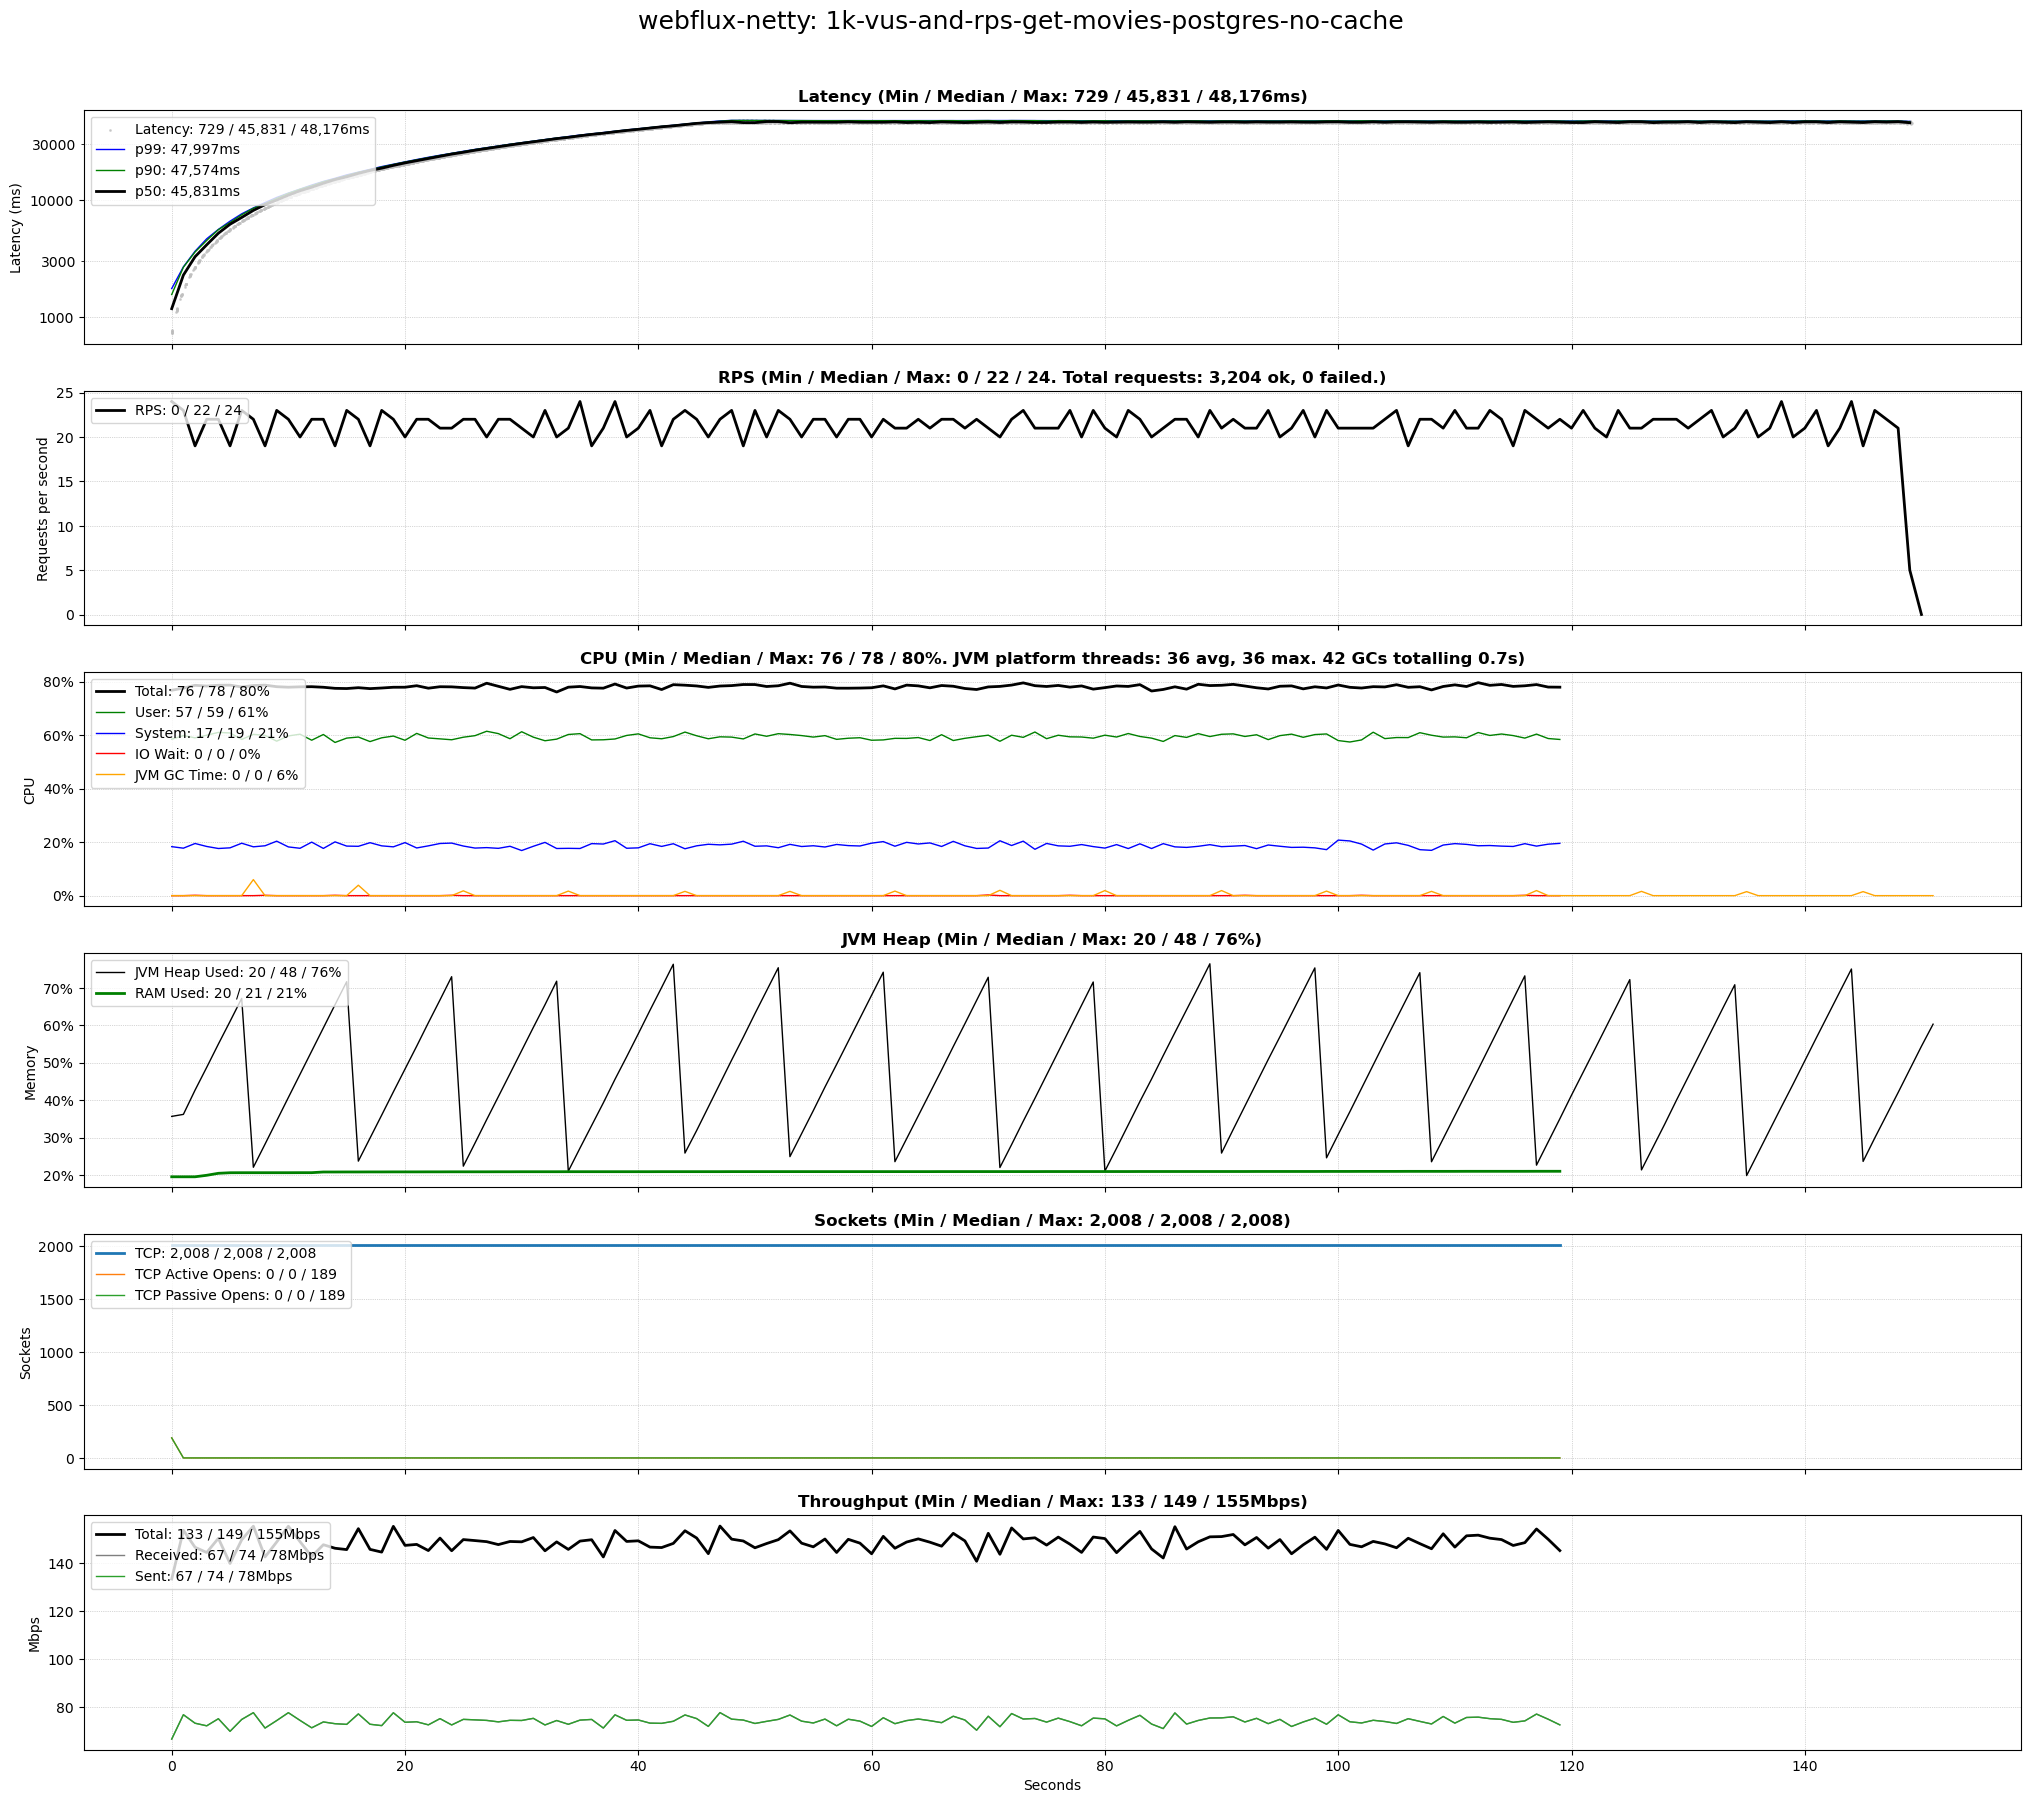 webflux-netty: 1k-vus-and-rps-get-movies-postgres-no-cache
Latency (Min / Median / Max: 729 / 45,831 / 48,176ms)
Latency: 729 / 45,831 / 48,176ms
p99: 47,997ms
p90: 47,574ms
p50: 45,831ms
Latency (ms)
30000
10000
3000
1000
RPS (Min / Median / Max: 0 / 22 / 24. Total requests: 3,204 ok, 0 failed.)
RPS: 0 / 22 / 24
Requests per second
25
20
15
10
5
0
CPU (Min / Median / Max: 76 / 78 / 80%. JVM platform threads: 36 avg, 36 max. 42 GCs totalling 0.7s)
Total: 76 / 78 / 80%
User: 57 / 59 / 61%
System: 17 / 19 / 21%
IO Wait: 0 / 0 / 0%
JVM GC Time: 0 / 0 / 6%
CPU
80%
60%
40%
20%
0%
JVM Heap (Min / Median / Max: 20 / 48 / 76%)
JVM Heap Used: 20 / 48 / 76%
RAM Used: 20 / 21 / 21%
Memory
70%
60%
50%
40%
30%
20%
Sockets (Min / Median / Max: 2,008 / 2,008 / 2,008)
TCP: 2,008 / 2,008 / 2,008
TCP Active Opens: 0 / 0 / 189
TCP Passive Opens: 0 / 0 / 189
Sockets
2000
1500
1000
500
0
Throughput (Min / Median / Max: 133 / 149 / 155Mbps)
Total: 133 / 149 / 155Mbps
Received: 67 / 74 / 78Mbps
Sent: 67 / 74 / 78Mbps
Mbps
140
120
100
80
0 20 40 60 80 100 120 140
Seconds